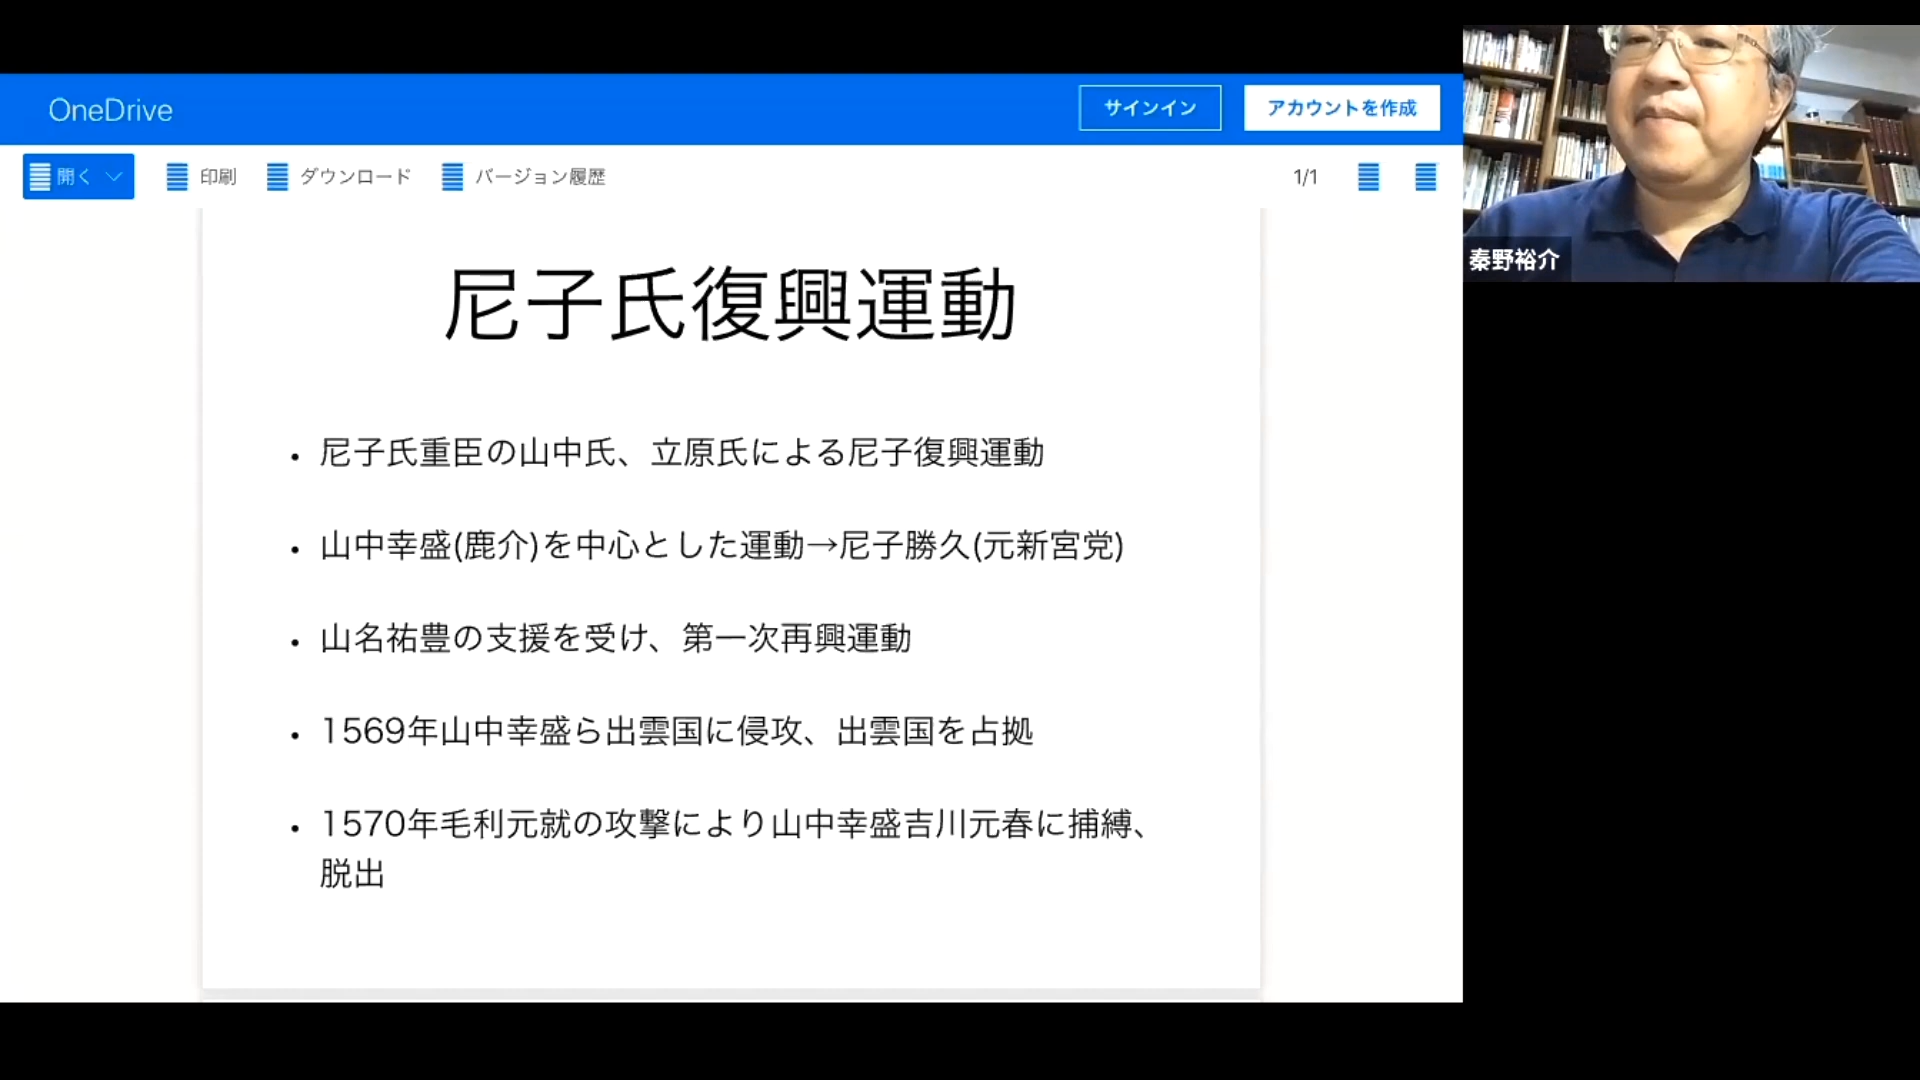 OneDrive
サインイン
アカウントを作成
開く
印刷
ダウンロード
バージョン履歴
1/1
秦野裕介
尼子氏復興運動
• 尼子氏重臣の山中氏、立原氏による尼子復興運動
• 山中幸盛(鹿介)を中心とした運動→尼子勝久(元新宮党)
• 山名祐豊の支援を受け、第一次再興運動
• 1569年山中幸盛ら出雲国に侵攻、出雲国を占拠
• 1570年毛利元就の攻撃により山中幸盛吉川元春に捕縛、
脱出